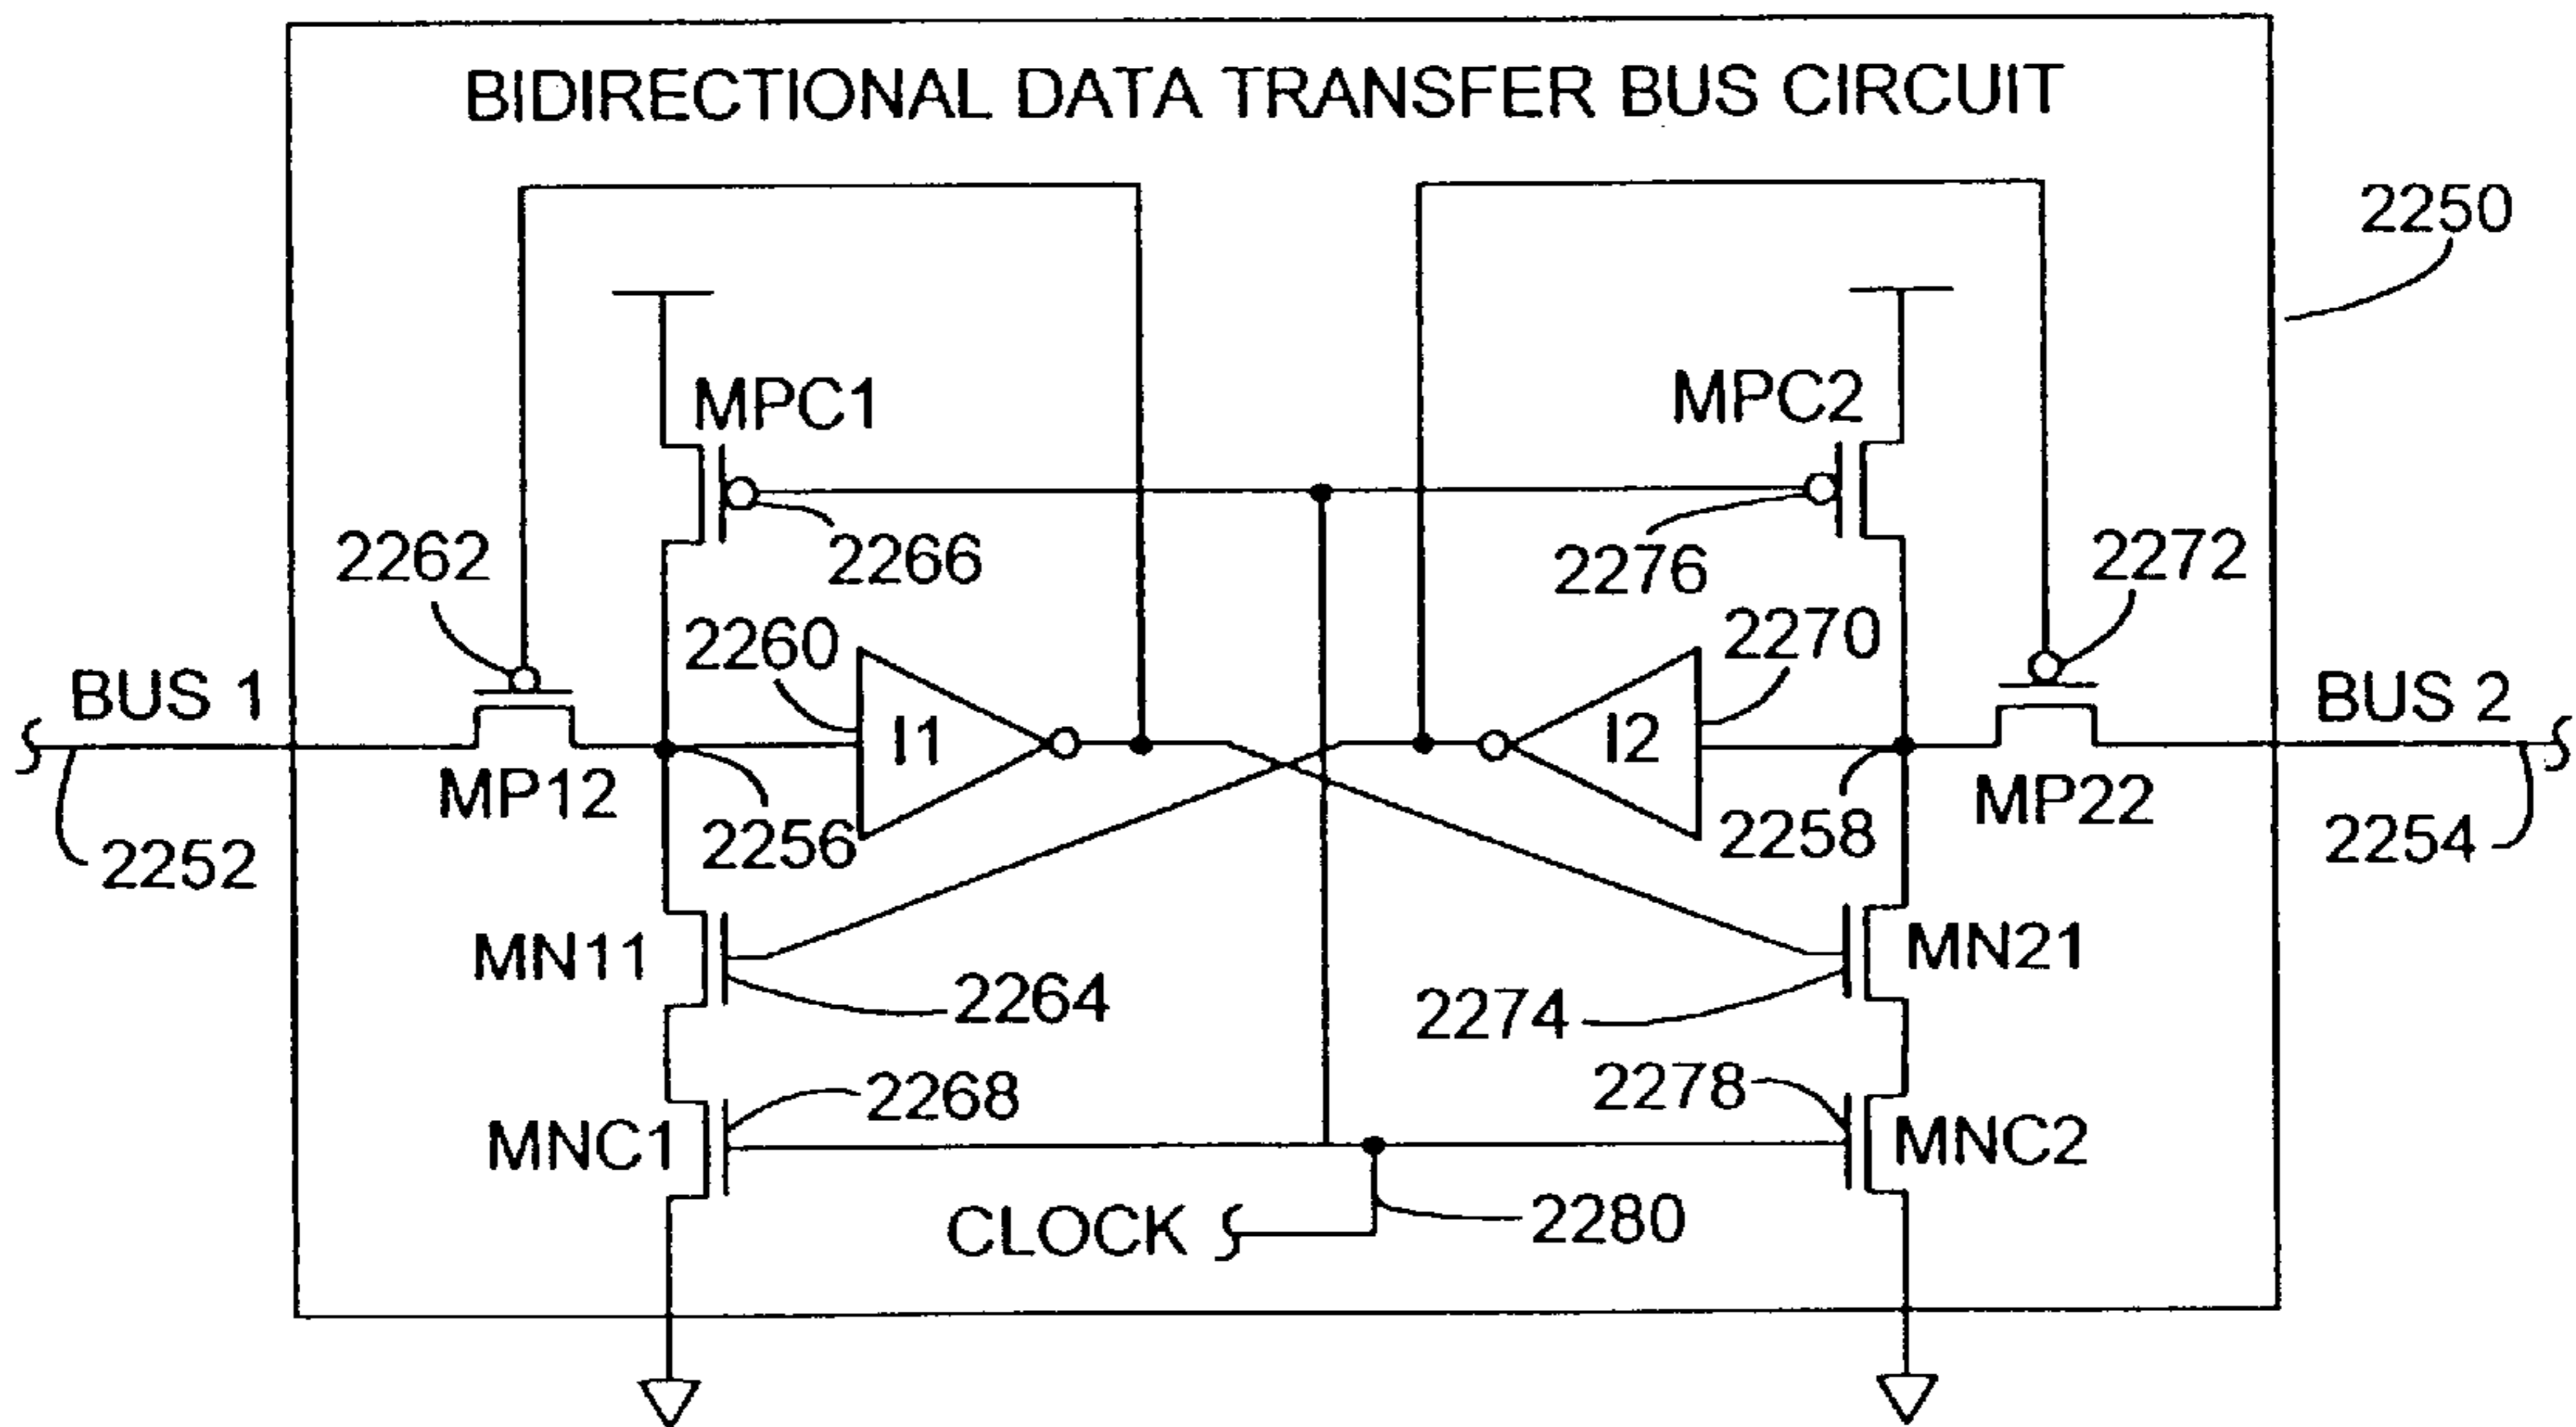 BIDIRECTIONAL DATA TRANSFER BUS CIRCUIT
2250
MPC1
MPC2
2262
2266
2276
2272
BUS 1
2260
I1
I2
2270
BUS 2
MP12
2256
2258
MP22
2252
2254
MN11
2264
2274
MN21
MNC1
2268
2278
MNC2
CLOCK
2280